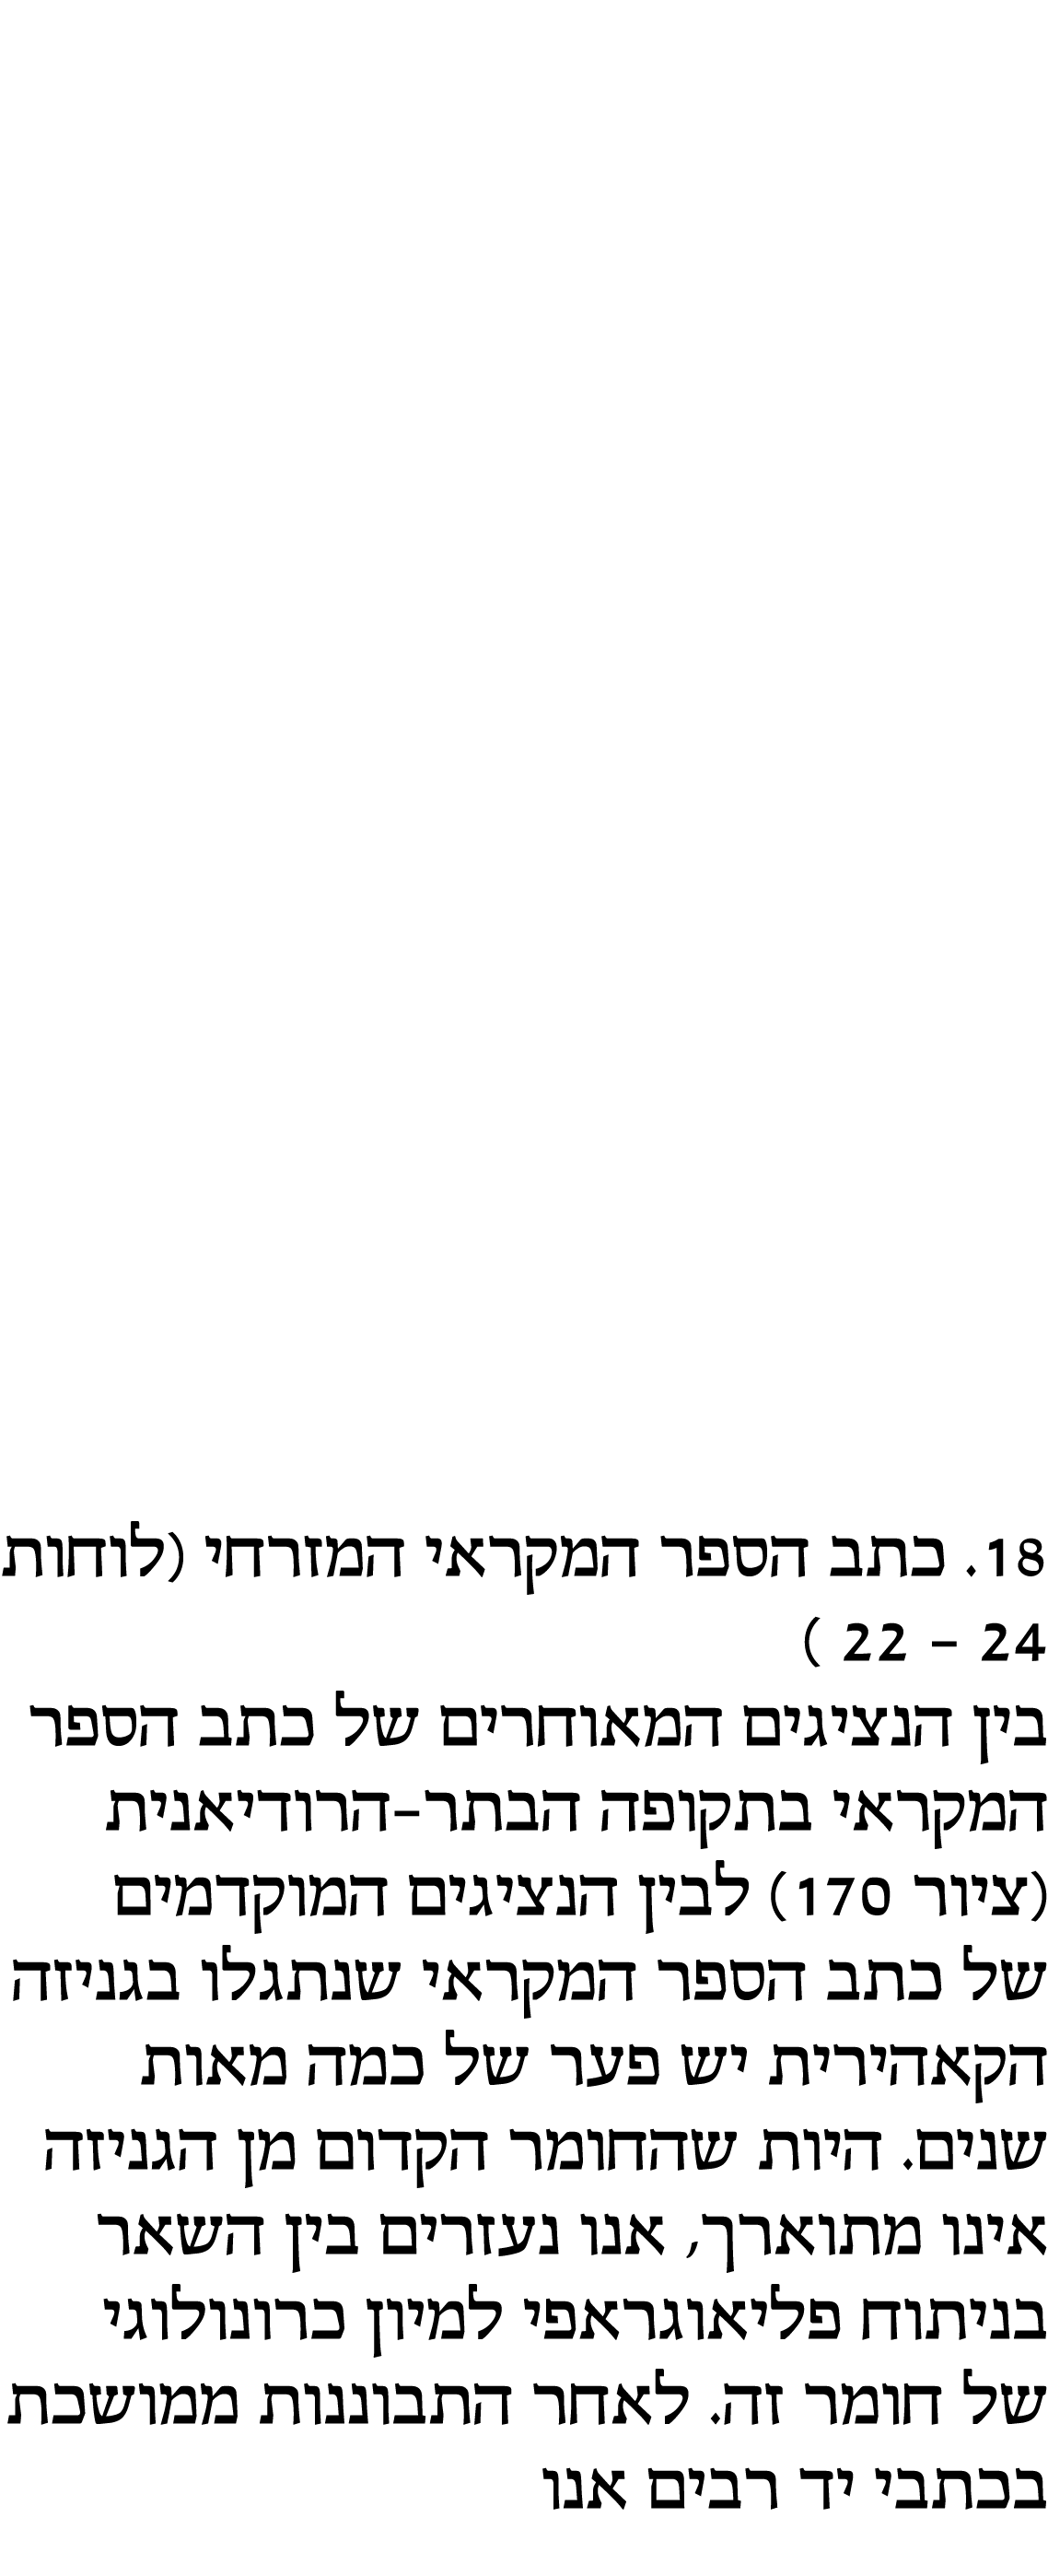 18. כתב הספר המקראי המזרחי (לוחות
24 – 22 )
בין הנציגים המאוחרים של כתב הספר
המקראי בתקופה הבתר-הרודיאנית
(ציור 170) לבין הנציגים המוקדמים
של כתב הספר המקראי שנתגלו בגניזה
הקאהירית יש פער של כמה מאות
שנים. היות שהחומר הקדום מן הגניזה
אינו מתוארך, אנו נעזרים בין השאר
בניתוח פליאוגראפי למיון כרונולוגי
של חומר זה. לאחר התבוננות ממושכת
בכתבי יד רבים אנו